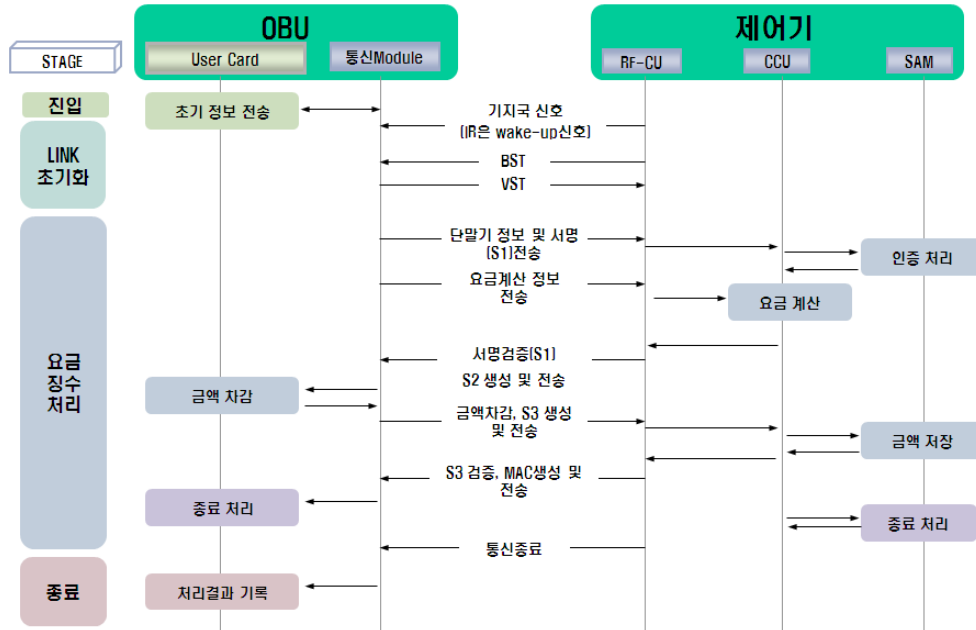 OBU
제어기
STAGE
User Card
통신Module
RF-CU
CCU
SAM
진입
초기 정보 전송
기지국 신호
(IR은 wake-up신호)
LINK
초기화
BST
VST
단말기 정보 및 서명
(S1)전송
인증 처리
요금계산 정보
전송
요금 계산
요금
징수
처리
서명검증(S1)
S2 생성 및 전송
금액 차감
금액차감, S3 생성
및 전송
금액 저장
S3 검증, MAC생성 및
전송
종료 처리
종료 처리
통신종료
종료
처리결과 기록